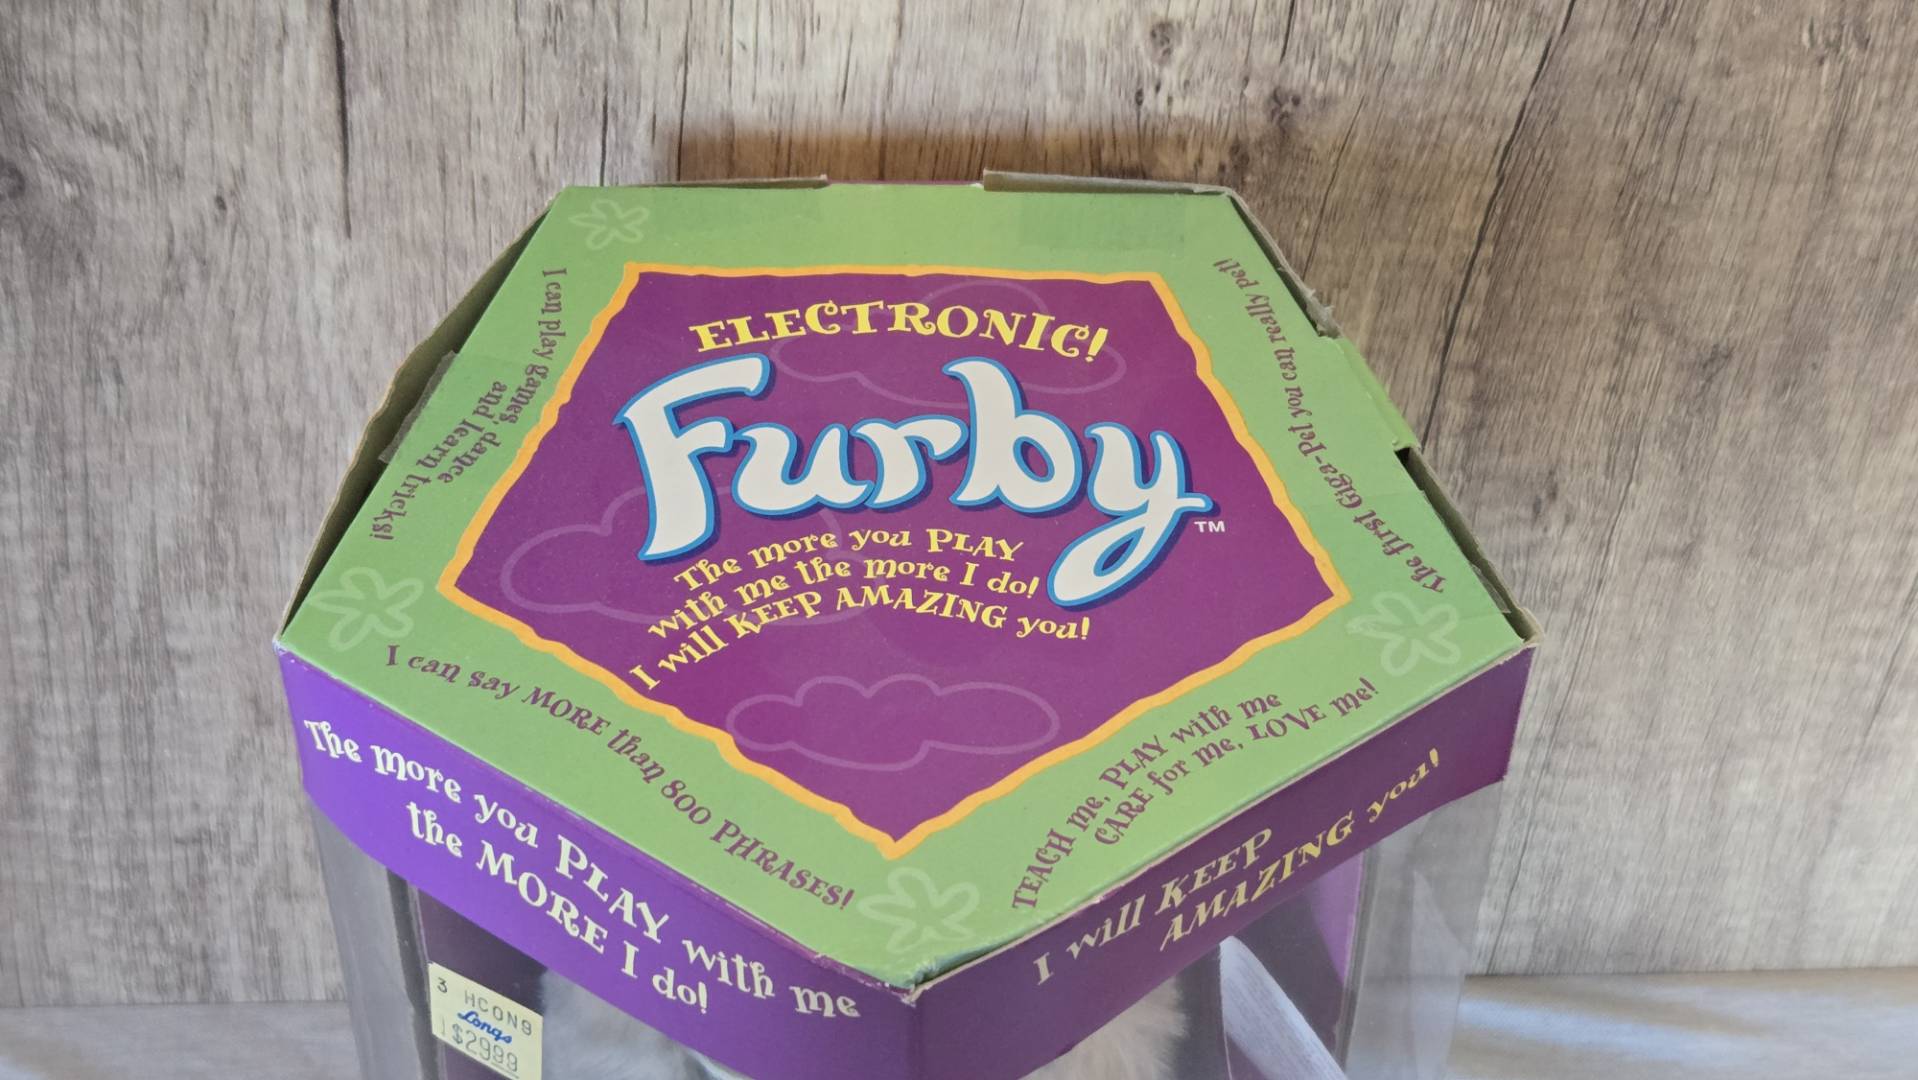 ELECTRONIC!
Furby™
The more you PLAY
with me the more I do!
I will KEEP AMAZING you!
I can play games, dance
and learn tricks!
The first Giga-Pet you can really pet!
I can say MORE than 800 PHRASES!
TEACH me, PLAY with me
CARE for me, LOVE me!
The more you PLAY with me
the MORE I do!
I will KEEP
AMAZING you!
3 HCONS
Longs
$2999